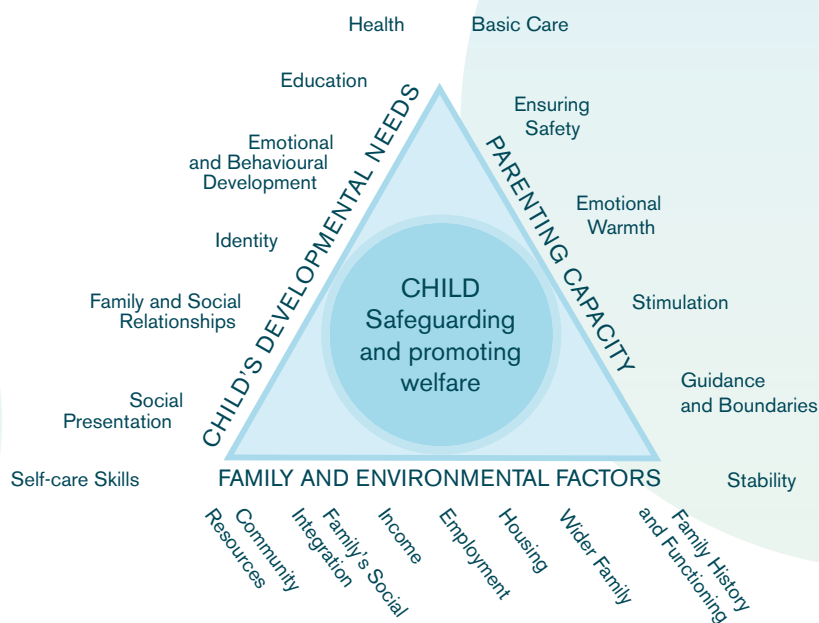 Health
Education
Emotional
and Behavioural
Development
Identity
Family and Social
Relationships
Social
Presentation
Self-care Skills
CHILD'S DEVELOPMENTAL NEEDS
Basic Care
Ensuring
Safety
Emotional
Warmth
Stimulation
Guidance
and Boundaries
Stability
PARENTING CAPACITY
CHILD
Safeguarding
and promoting
welfare
FAMILY AND ENVIRONMENTAL FACTORS
Community
Resources
Family's Social
Integration
Income
Employment
Housing
Wider Family
Family History
and Functioning